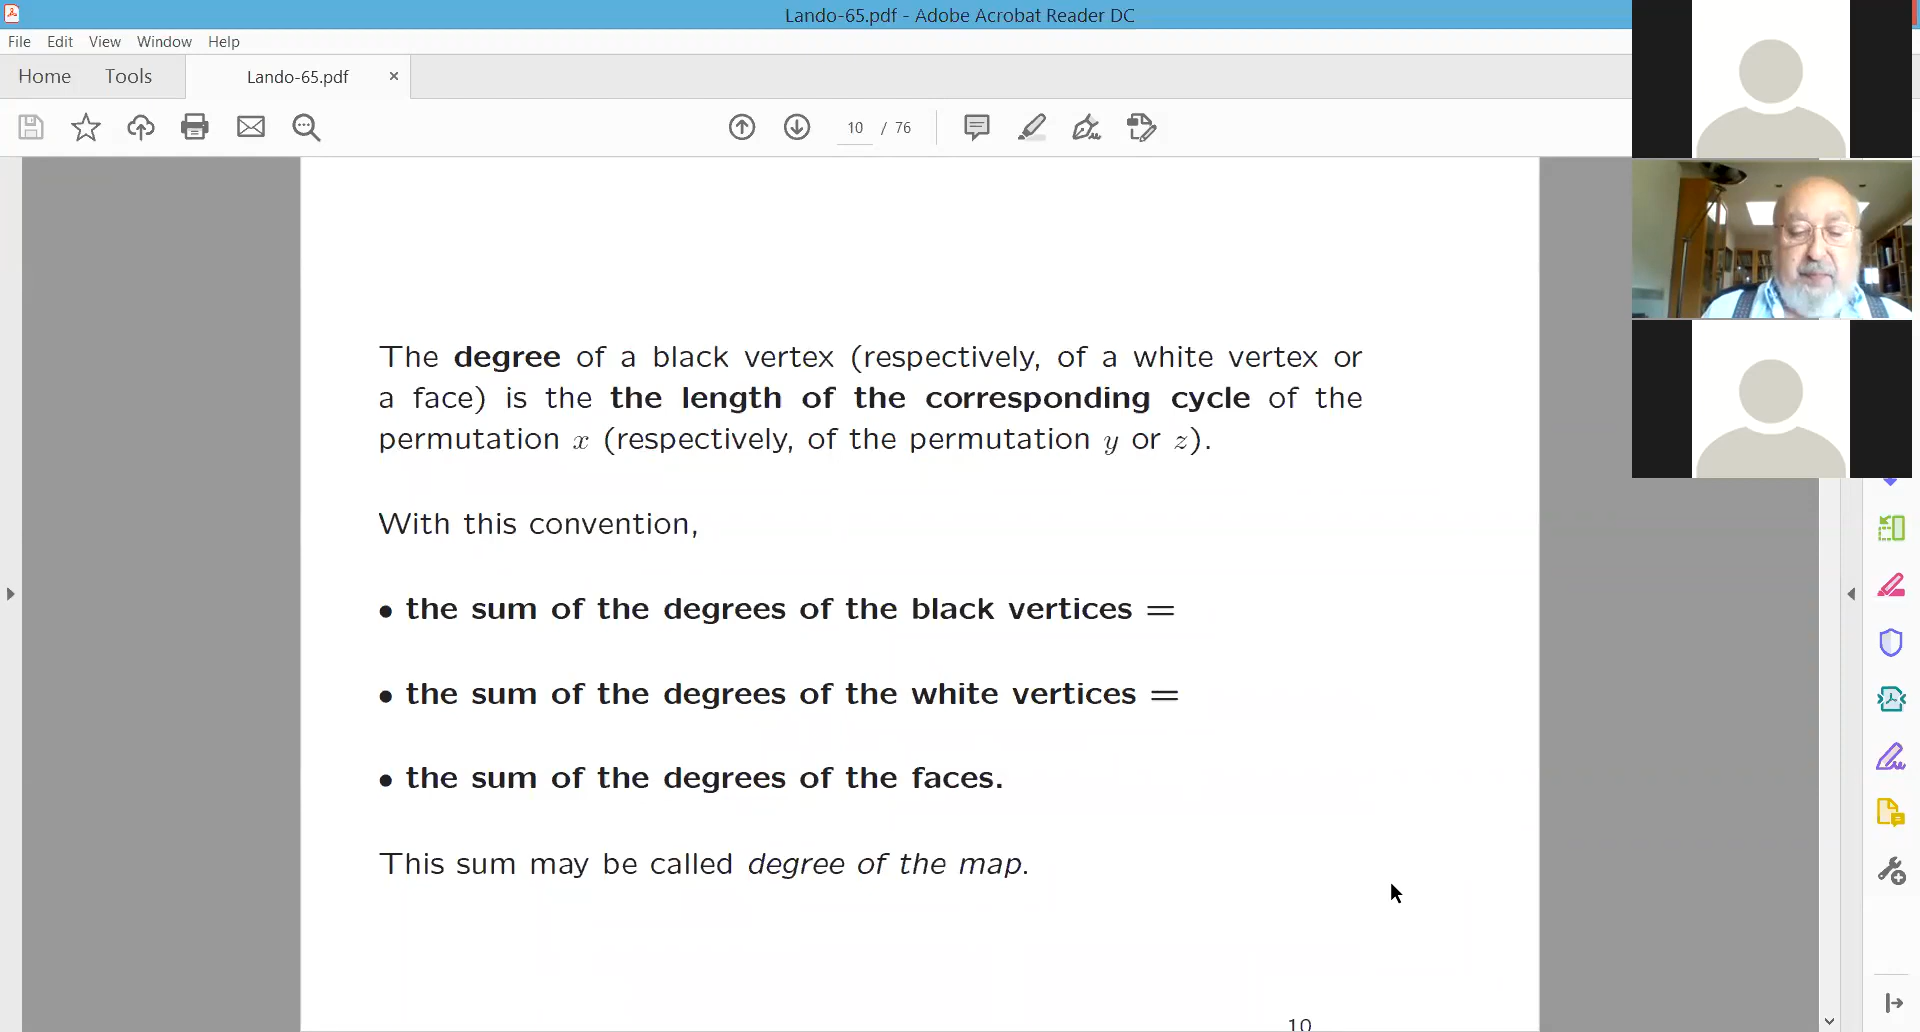 Lando-65.pdf - Adobe Acrobat Reader DC
File Edit View Window Help
Home Tools Lando-65.pdf ×
10 / 76
The degree of a black vertex (respectively, of a white vertex or
a face) is the the length of the corresponding cycle of the
permutation x (respectively, of the permutation y or z).
With this convention,
• the sum of the degrees of the black vertices =
• the sum of the degrees of the white vertices =
• the sum of the degrees of the faces.
This sum may be called degree of the map.
10